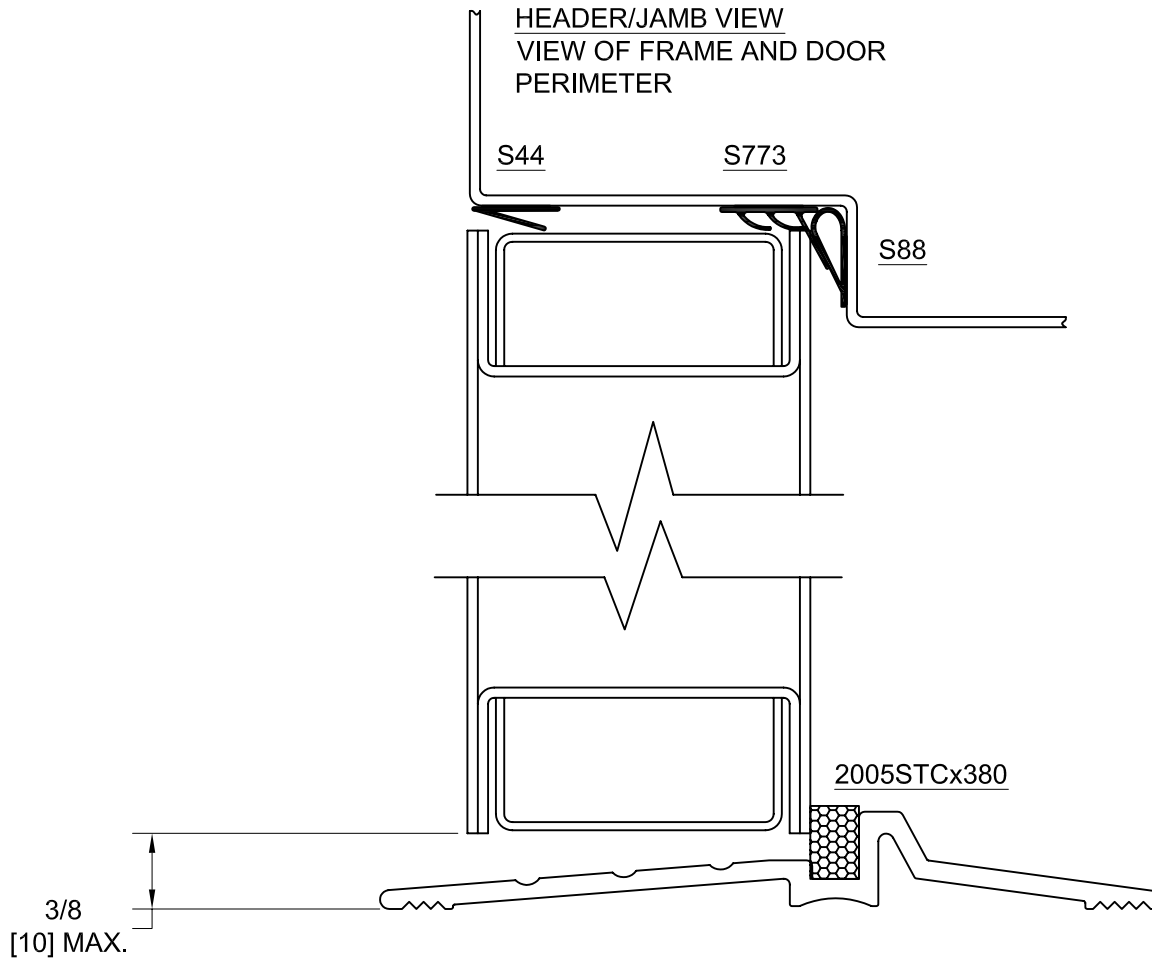 HEADER/JAMB VIEW
VIEW OF FRAME AND DOOR
PERIMETER
S44
S773
S88
2005STCx380
3/8
[10] MAX.